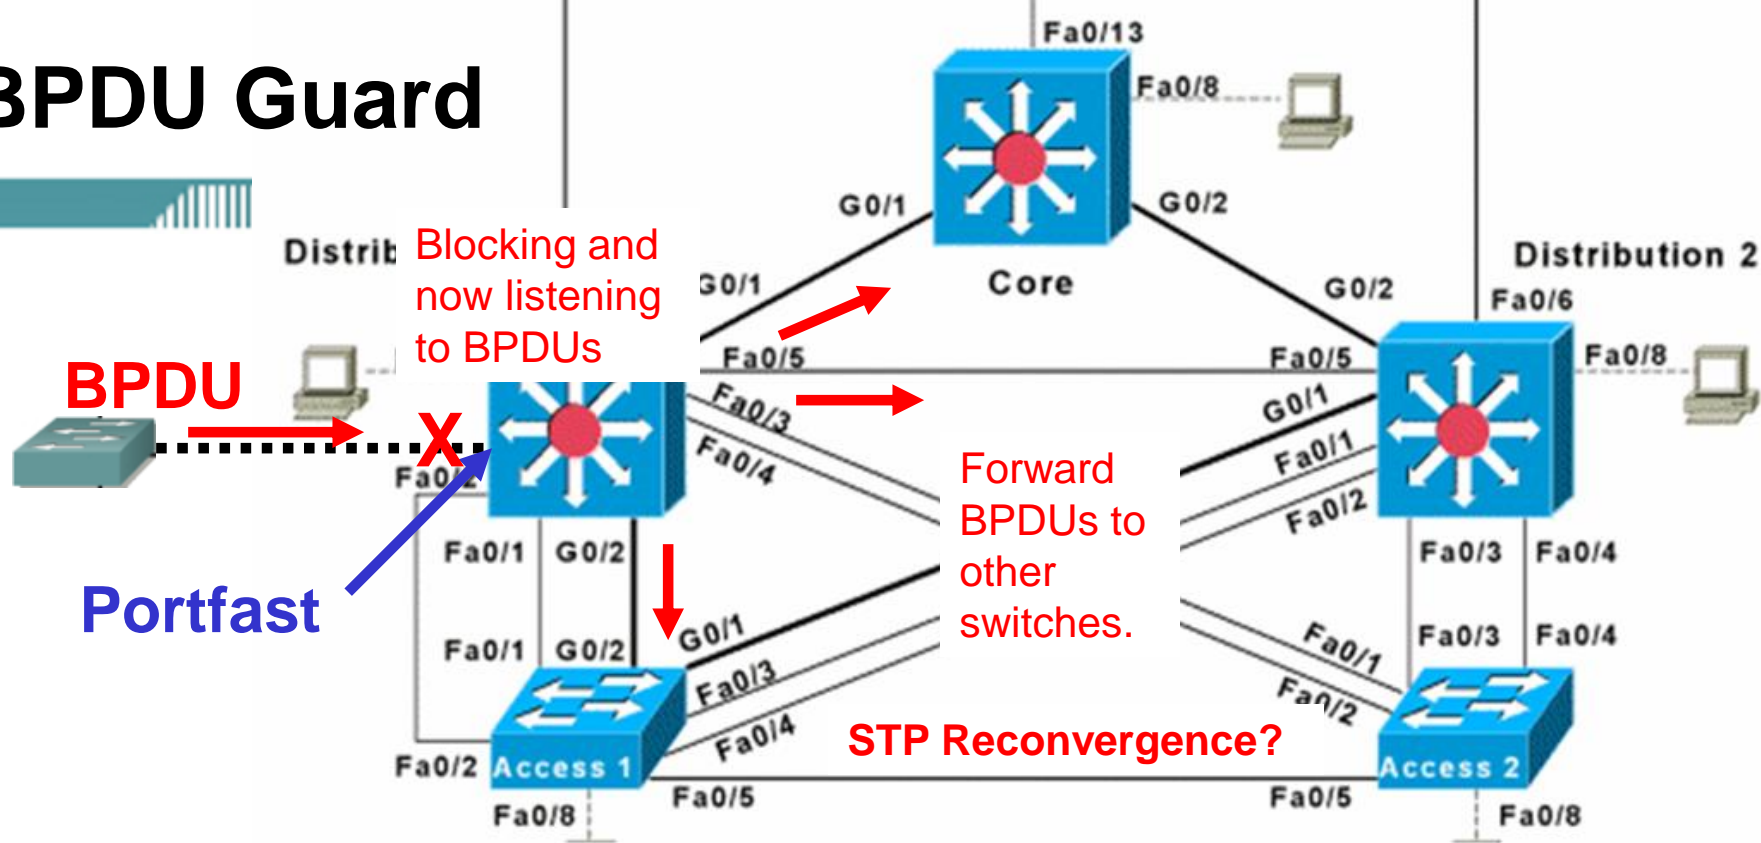 Fa0/13
BPDU Guard
Fa0/8
G0/1
G0/2
Distrib
Blocking and
now listening
to BPDUs
G0/1
Core
G0/2
Distribution 2
Fa0/6
BPDU
Fa0/5
Fa0/5
Fa0/8
X
Fa0/3
Fa0/4
G0/1
Fa0/1
Fa0/2
Fa0/2
Forward
BPDUs to
other
switches.
Portfast
Fa0/1
G0/2
Fa0/3
Fa0/4
Fa0/1
G0/2
G0/1
Fa0/3
Fa0/4
Fa0/1
Fa0/2
Fa0/3
Fa0/4
STP Reconvergence?
Fa0/2
Access 1
Access 2
Fa0/5
Fa0/5
Fa0/8
Fa0/8